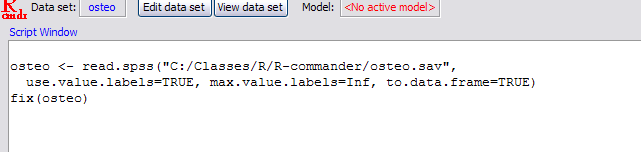 R
cmdr
Data set: osteo Edit data set View data set Model: <No active model>
Script Window
osteo <- read.spss("C:/Classes/R/R-commander/osteo.sav",
  use.value.labels=TRUE, max.value.labels=Inf, to.data.frame=TRUE)
fix(osteo)